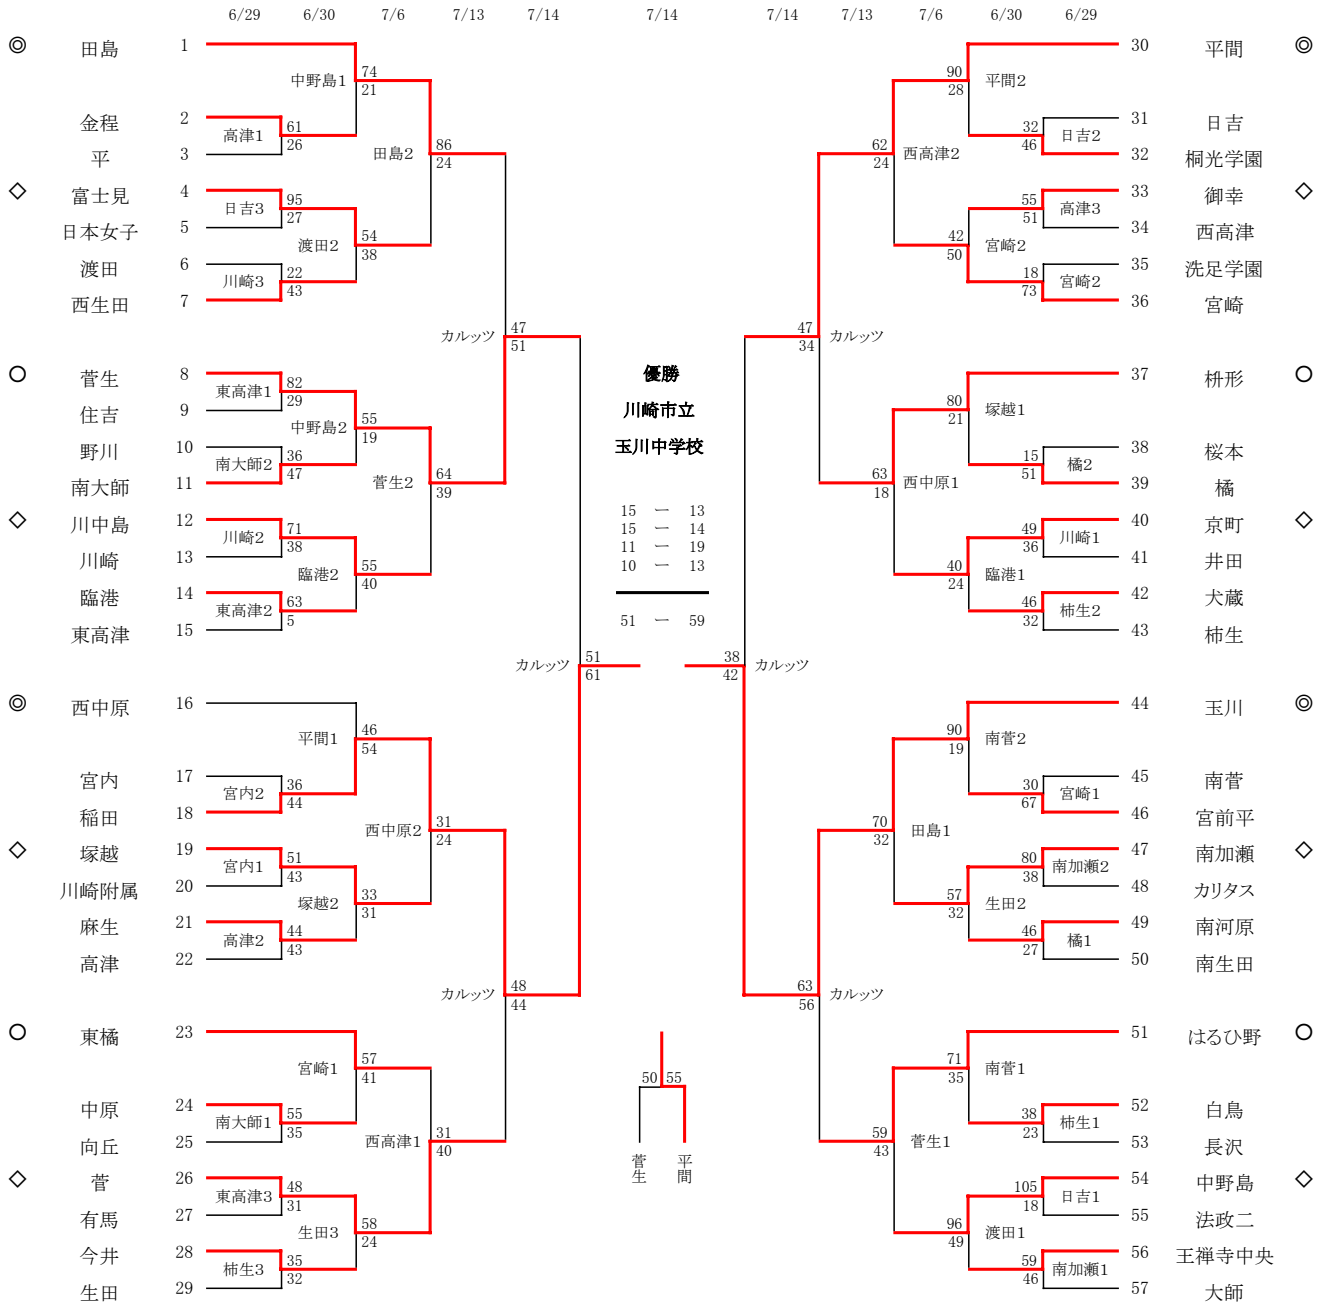 6/29 6/30 7/6 7/13 7/14 7/14 7/14 7/13 7/6 6/30 6/29
◎ 田島 1
中野島1 74 21
金程 2
高津1 61 26
平 3
田島2 86 24
◇ 富士見 4
日吉3 95 27
日本女子 5
渡田2 54 38
渡田 6
川崎3 22 43
西生田 7
カルッツ 47 51
○ 菅生 8
東高津1 82 29
住吉 9
中野島2 55 19
野川 10
南大師2 36 47
南大師 11
菅生2 64 39
◇ 川中島 12
川崎2 71 38
川崎 13
臨港2 55 40
臨港 14
東高津2 63 5
東高津 15
カルッツ 51 61
◎ 西中原 16
平間1 46 54
宮内 17
宮内2 36 44
稲田 18
西中原2 31 24
◇ 塚越 19
宮内1 51 43
川崎附属 20
塚越2 33 31
麻生 21
高津2 44 43
高津 22
カルッツ 48 44
○ 東橘 23
宮崎1 57 41
中原 24
南大師1 55 35
向丘 25
西高津1 31 40
◇ 菅 26
東高津3 48 31
有馬 27
生田3 58 24
今井 28
柿生3 35 32
生田 29
優勝
川崎市立
玉川中学校
15 ー 13
15 ー 14
11 ー 19
10 ー 13
51 ー 59
50 55
菅生 平間
30 平間 ◎
90 28 平間2
31 日吉
32 46 日吉2
32 桐光学園
62 24 西高津2
33 御幸 ◇
55 51 高津3
34 西高津
42 50 宮崎2
35 洗足学園
18 73 宮崎2
36 宮崎
47 34 カルッツ
37 枡形 ○
80 21 塚越1
38 桜本
15 51 橘2
39 橘
63 18 西中原1
40 京町 ◇
49 36 川崎1
41 井田
40 24 臨港1
42 犬蔵
46 32 柿生2
43 柿生
38 42 カルッツ
44 玉川 ◎
90 19 南菅2
45 南菅
30 67 宮崎1
46 宮前平
70 32 田島1
47 南加瀬 ◇
80 38 南加瀬2
48 カリタス
57 32 生田2
49 南河原
46 27 橘1
50 南生田
63 56 カルッツ
51 はるひ野 ○
71 35 南菅1
52 白鳥
38 23 柿生1
53 長沢
59 43 菅生1
54 中野島 ◇
105 18 日吉1
55 法政二
96 49 渡田1
56 王禅寺中央
59 46 南加瀬1
57 大師